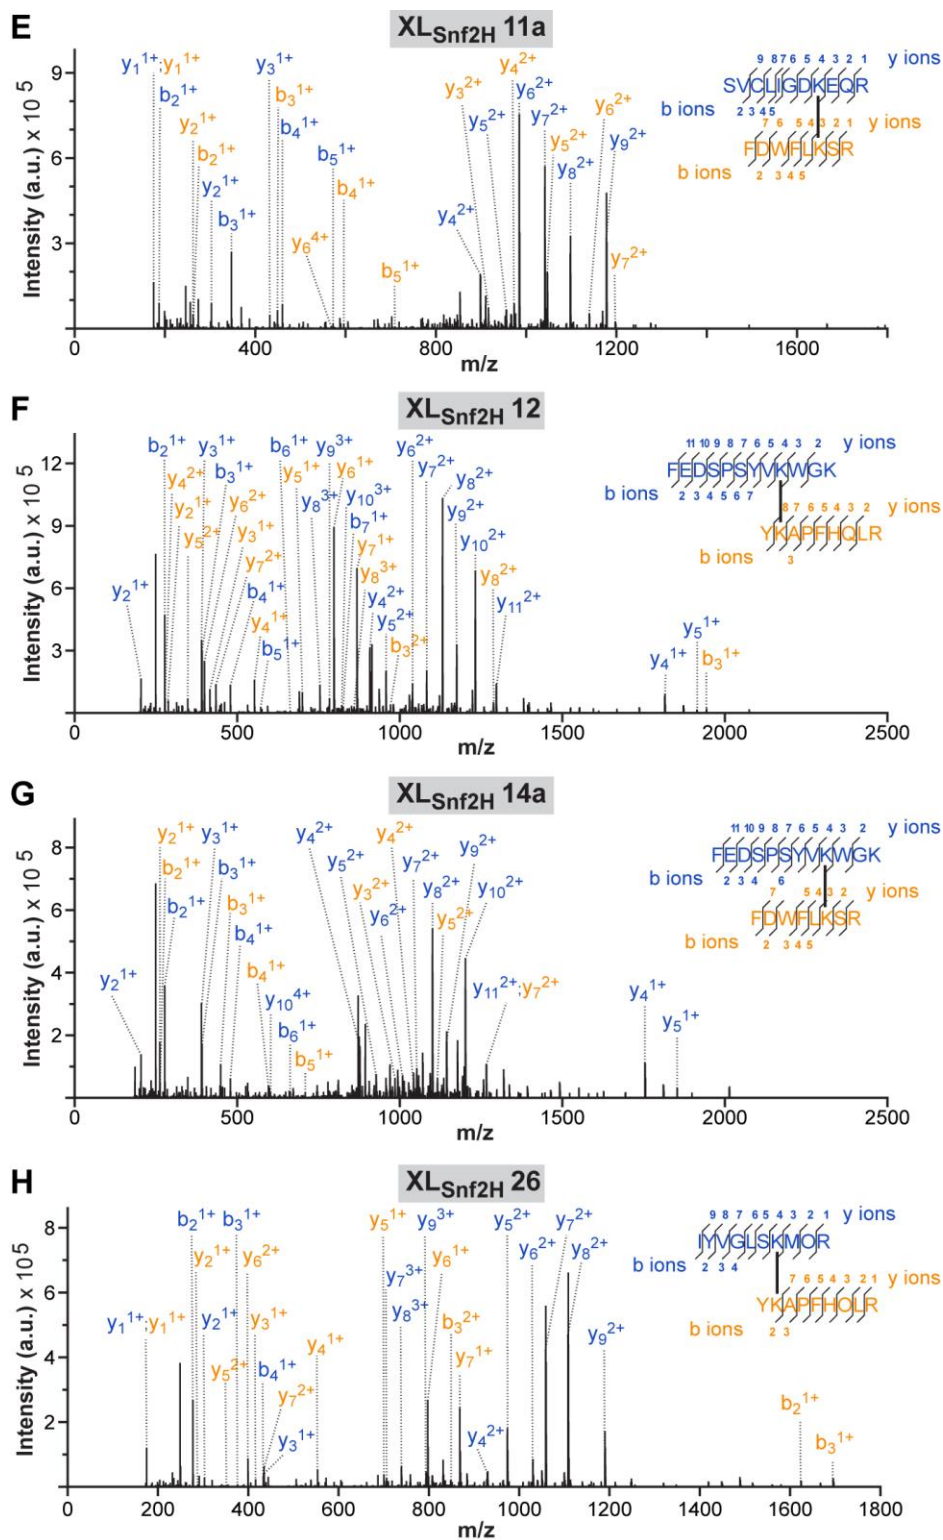 E XL Snf2H 11a
Intensity (a.u.) x 10 5
9
6
3
0 400 800 1200 1600
m/z
y1 1+;y1 1+
b2 1+
y2 1+
b2 1+
y2 1+
b3 1+
y3 1+
b3 1+
b4 1+
b5 1+
b4 1+
y6 4+
b5 1+
y4 2+
y3 2+
y5 2+
y4 2+
y6 2+
y7 2+
y5 2+
y8 2+
y6 2+
y9 2+
y7 2+
9 8 7 6 5 4 3 2 1 y ions
SVCLIGDKEQR
b ions 2 3 4 5
7 6 5 4 3 2 1 y ions
FDWFLKSR
b ions 2 3 4 5
F XL Snf2H 12
Intensity (a.u.) x 10 5
12
9
6
3
0 500 1000 1500 2000 2500
m/z
y2 1+
b2 1+
y4 2+
y2 1+
y5 2+
y3 1+
b3 1+
y6 2+
y3 1+
y7 2+
b4 1+
y4 1+
b5 1+
b6 1+
y5 1+
y8 3+
y9 3+
y6 1+
y10 3+
b7 1+
y7 1+
y8 3+
y4 2+
y5 2+
b3 2+
y6 2+
y7 2+
y8 2+
y9 2+
y10 2+
y8 2+
y11 2+
y4 1+
y5 1+
b3 1+
11 10 9 8 7 6 5 4 3 2 y ions
FEDSPSYVKWGK
b ions 2 3 4 5 6 7
8 7 6 5 4 3 2 y ions
YKAPFHQLR
b ions 3
G XL Snf2H 14a
Intensity (a.u.) x 10 5
8
6
4
2
0 500 1000 1500 2000 2500
m/z
y2 1+
y2 1+
b2 1+
b2 1+
y3 1+
b3 1+
b3 1+
b4 1+
b4 1+
y10 4+
b6 1+
b5 1+
y4 2+
y5 2+
y3 2+
y6 2+
y4 2+
y7 2+
y8 2+
y5 2+
y9 2+
y10 2+
y11 2+;y7 2+
y4 1+
y5 1+
11 10 9 8 7 6 5 4 3 2 y ions
FEDSPSYVKWGK
b ions 2 3 4 6
7 5 4 3 2 y ions
FDWFLKSR
b ions 2 3 4 5
H XL Snf2H 26
Intensity (a.u.) x 10 5
8
6
4
2
0 200 400 600 800 1000 1200 1400 1600 1800
m/z
y1 1+;y1 1+
b2 1+
y2 1+
y2 1+
y5 2+
b3 1+
y6 2+
y3 1+
b4 1+
y7 2+
y3 1+
y4 1+
y5 1+
y7 3+
y8 3+
y9 3+
y6 1+
b3 2+
y7 1+
y4 2+
y5 2+
y6 2+
y7 2+
y8 2+
y9 2+
b2 1+
b3 1+
9 8 7 6 5 4 3 2 1 y ions
IYVGLSKMOR
b ions 2 3 4
7 6 5 4 3 2 1 y ions
YKAPFHOLR
b ions 2 3